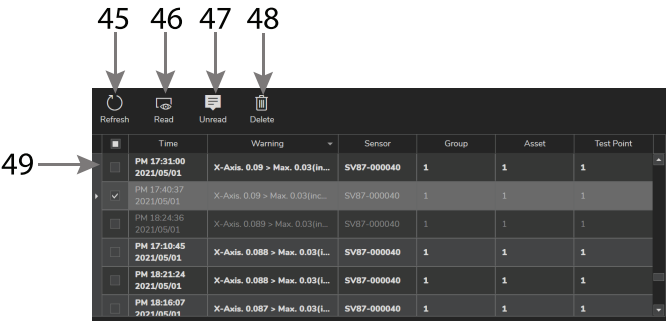 45 46 47 48
Refresh Read Unread Delete
Time Warning Sensor Group Asset Test Point
49
PM 17:31:00
2021/05/01 X-Axis. 0.09 > Max. 0.03(in... SV87-000040 1 1 1
PM 17:40:37
2021/05/01 X-Axis. 0.09 > Max. 0.03(inc... SV87-000040 1 1 1
PM 18:24:36
2021/05/01 X-Axis. 0.089 > Max. 0.03(in... SV87-000040 1 1 1
PM 17:10:45
2021/05/01 X-Axis. 0.088 > Max. 0.03(i... SV87-000040 1 1 1
PM 18:21:24
2021/05/01 X-Axis. 0.088 > Max. 0.03(i... SV87-000040 1 1 1
PM 18:16:07
2021/05/01 X-Axis. 0.087 > Max. 0.03(i... SV87-000040 1 1 1